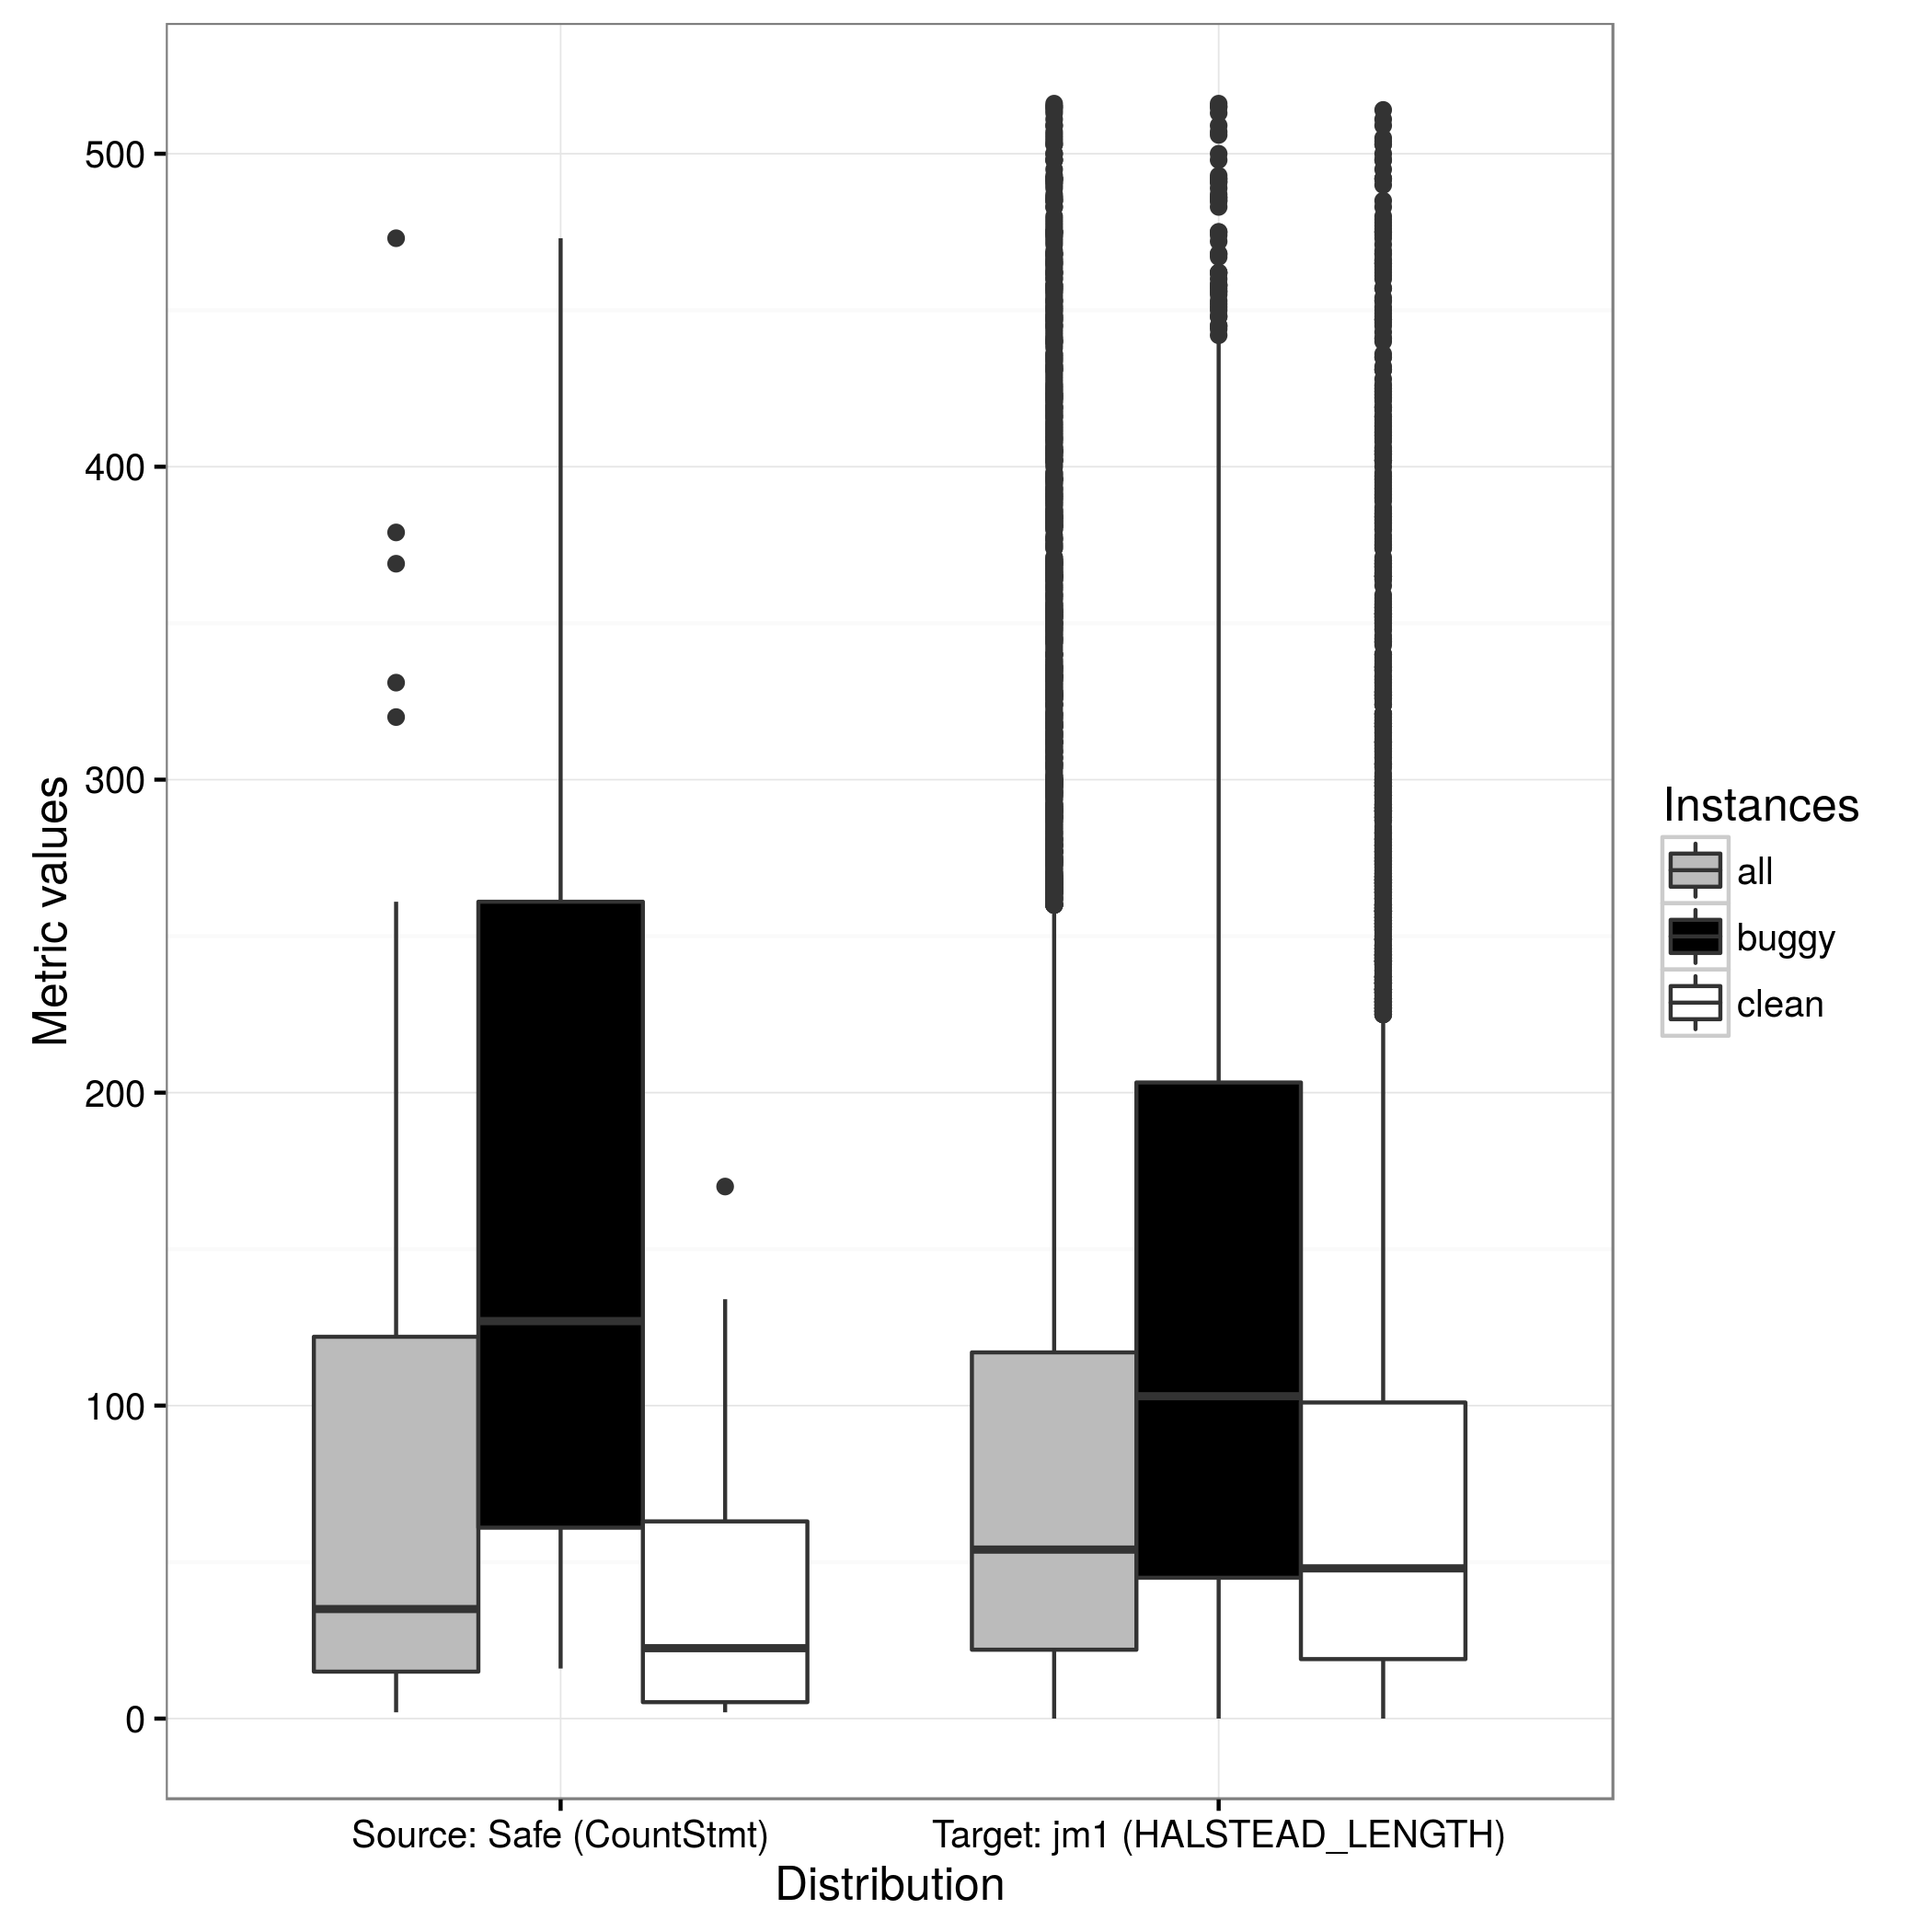 500
400
300
200
100
0
Metric values
Source: Safe (CountStmt)
Target: jm1 (HALSTEAD_LENGTH)
Distribution
Instances
all
buggy
clean